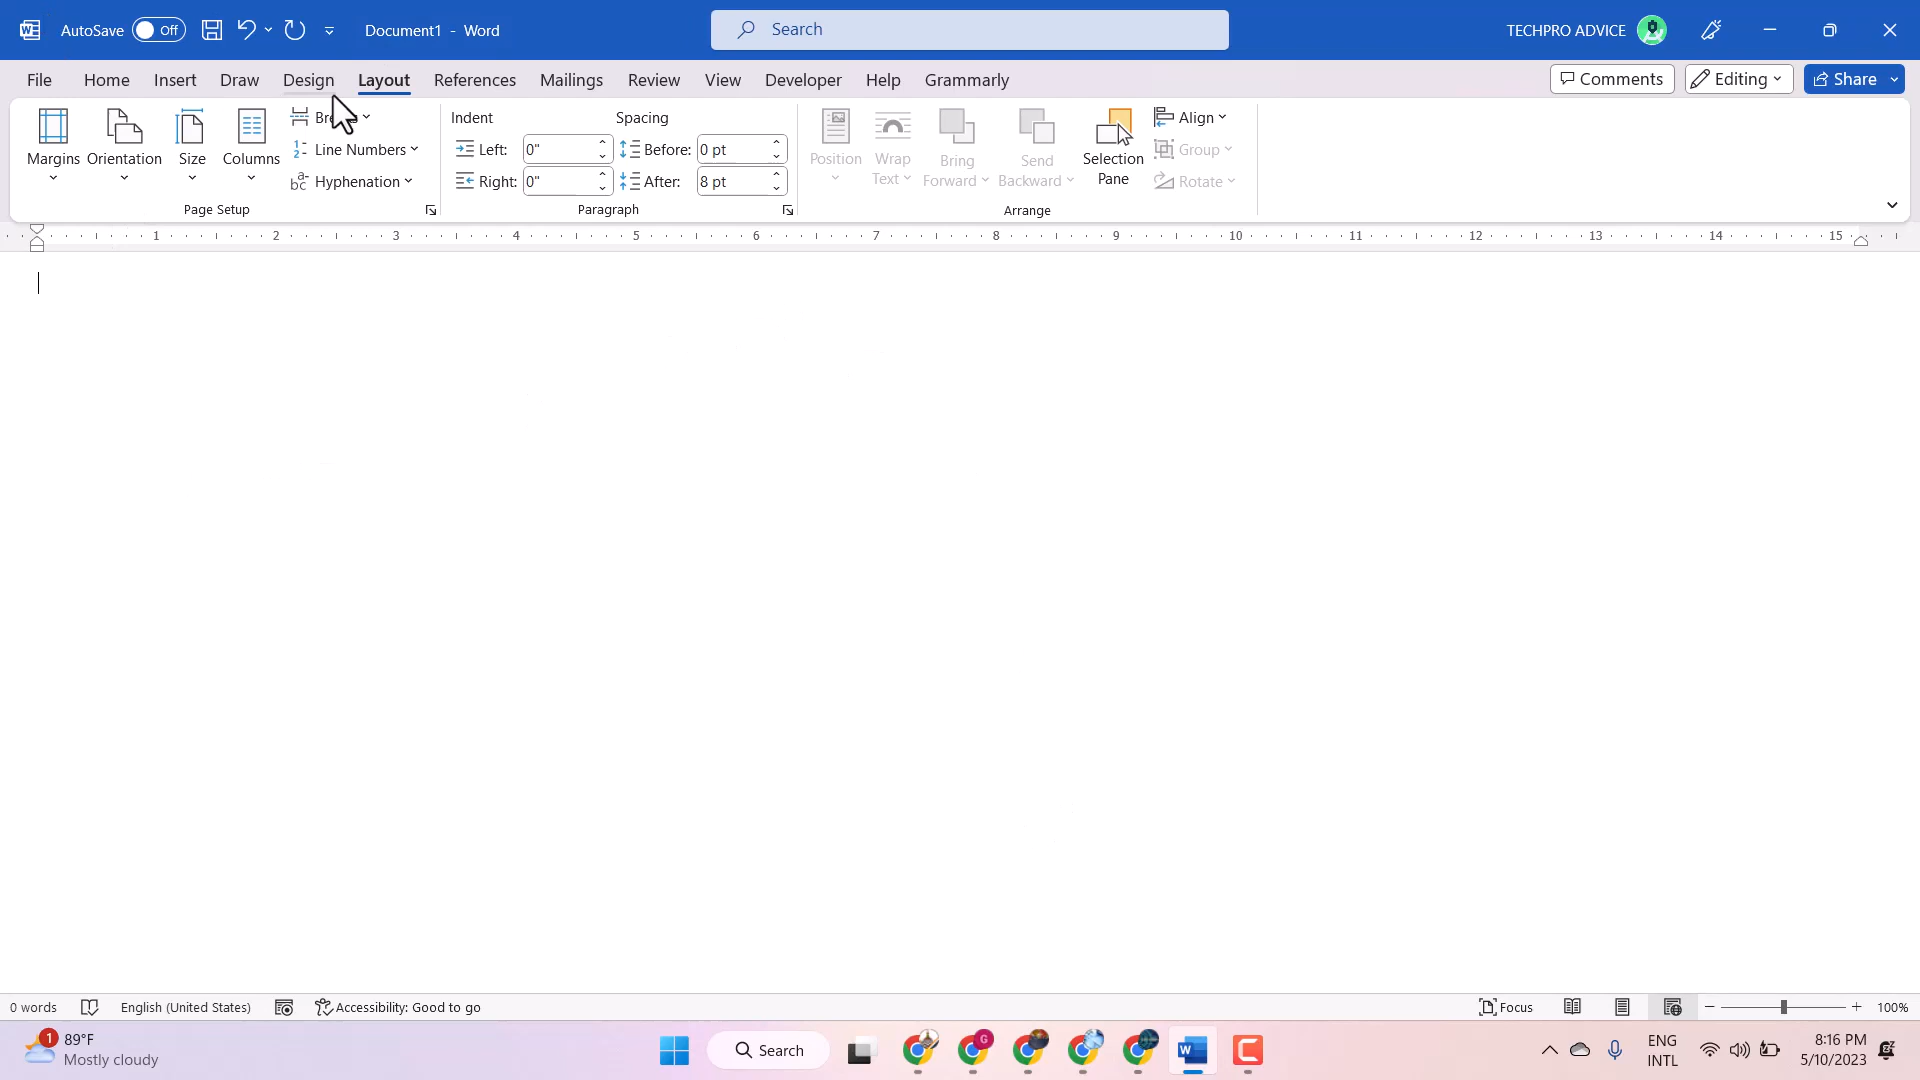 AutoSave Off Document1 - Word Search TECHPRO ADVICE
File Home Insert Draw Design Layout References Mailings Review View Developer Help Grammarly Comments Editing Share
Margins Orientation Size Columns
Line Numbers
Hyphenation
Page Setup
Indent Spacing
Left: 0" Before: 0 pt
Right: 0" After: 8 pt
Paragraph
Position Wrap Text Bring Forward Send Backward Selection Pane
Align
Group
Rotate
Arrange
1 2 3 4 5 6 7 8 9 10 11 12 13 14 15
0 words English (United States) Accessibility: Good to go Focus 100%
1 89°F
Mostly cloudy
Search
G
ENG
INTL
8:16 PM
5/10/2023